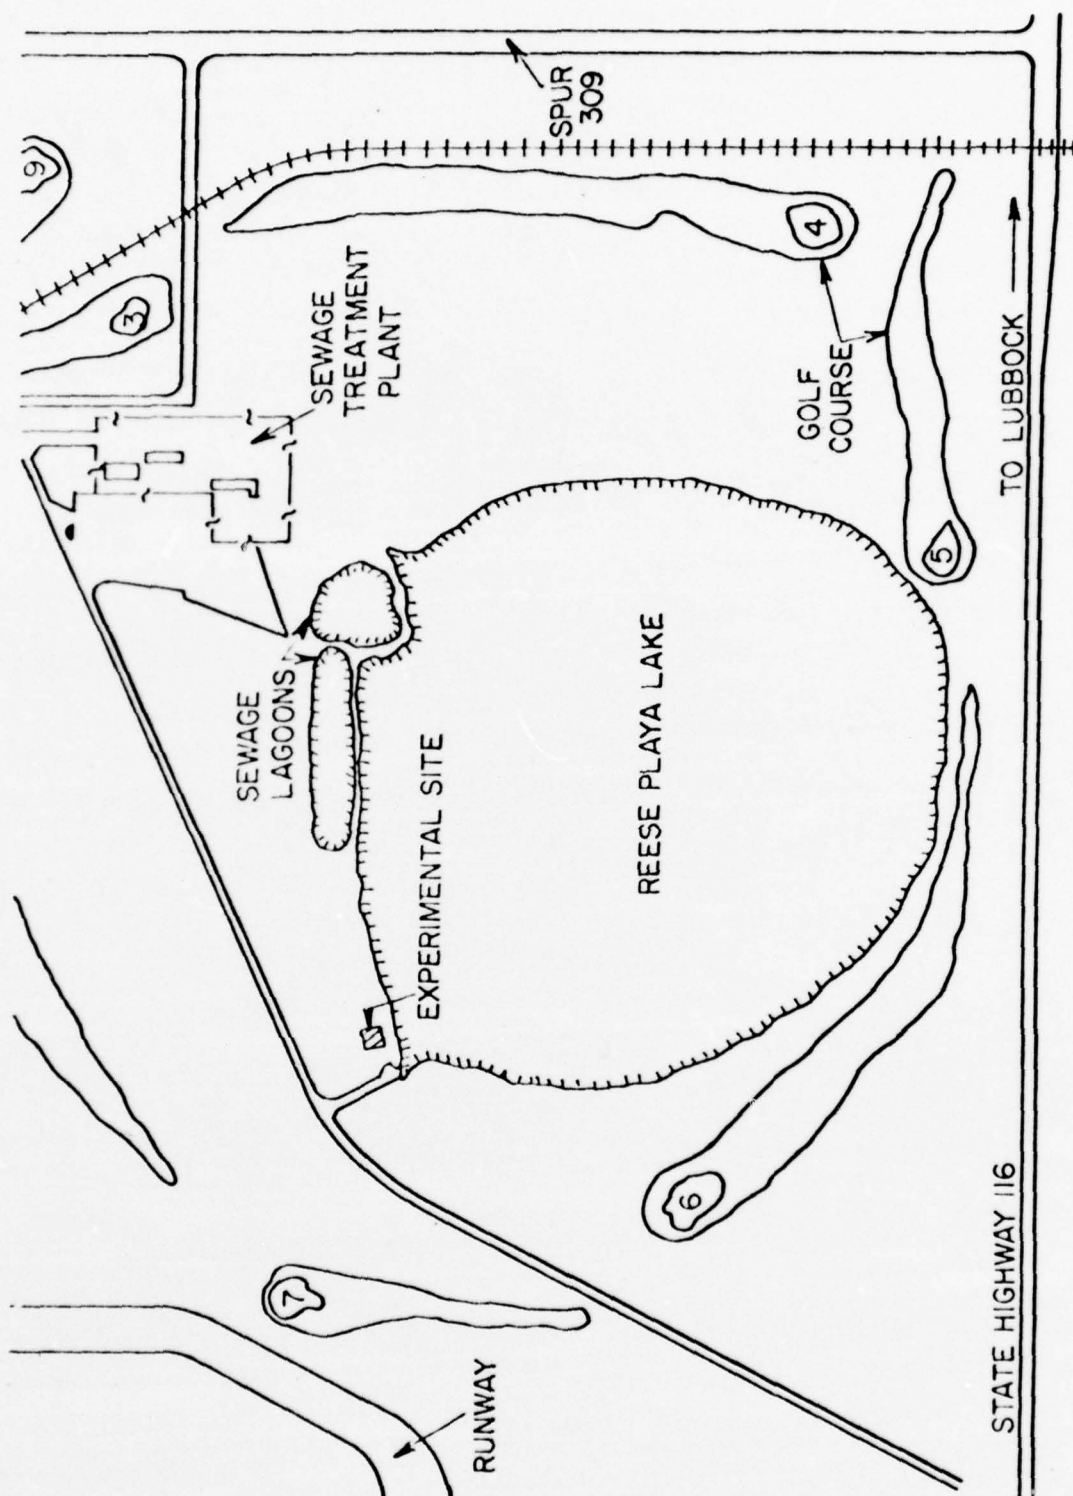 9
3
SEWAGE
LAGOONS
7
SEWAGE
TREATMENT
PLANT
EXPERIMENTAL SITE
RUNWAY
SPUR
309
REESE PLAYA LAKE
6
GOLF
COURSE
4
5
STATE HIGHWAY 116
TO LUBBOCK